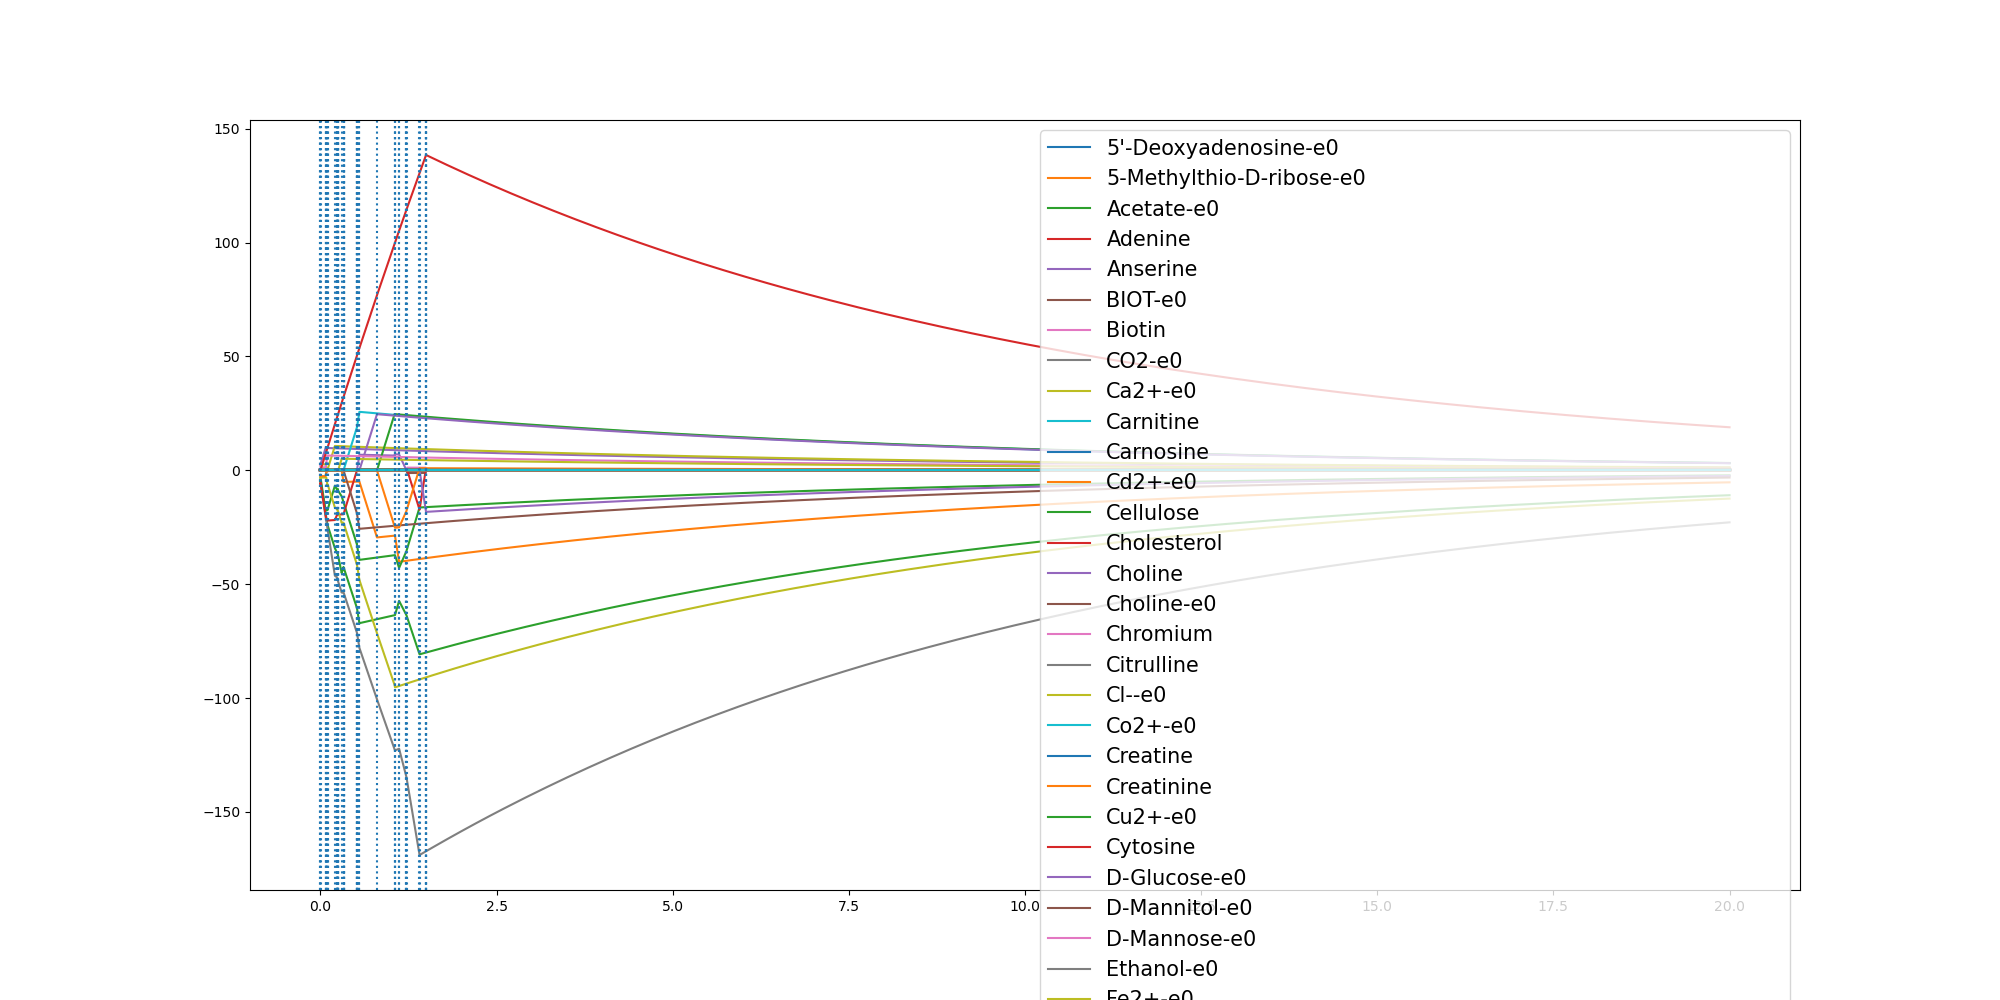 150
100
50
0
−50
−100
−150
0.0
2.5
5.0
7.5
10.0
15.0
17.5
20.0
5'-Deoxyadenosine-e0
5-Methylthio-D-ribose-e0
Acetate-e0
Adenine
Anserine
BIOT-e0
Biotin
CO2-e0
Ca2+-e0
Carnitine
Carnosine
Cd2+-e0
Cellulose
Cholesterol
Choline
Choline-e0
Chromium
Citrulline
Cl--e0
Co2+-e0
Creatine
Creatinine
Cu2+-e0
Cytosine
D-Glucose-e0
D-Mannitol-e0
D-Mannose-e0
Ethanol-e0
Fe2+-e0